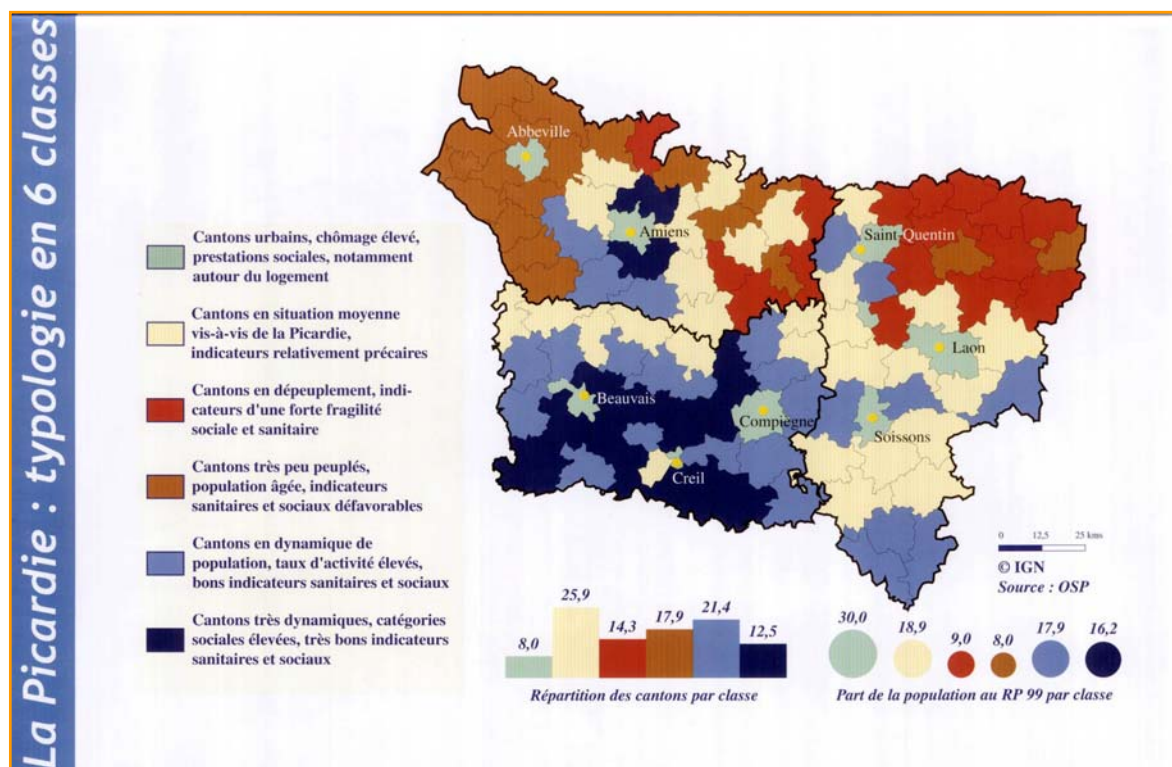 La Picardie : typologie en 6 classes
Cantons urbains, chômage élevé,
prestations sociales, notamment
autour du logement
Cantons en situation moyenne
vis-à-vis de la Picardie,
indicateurs relativement précaires
Cantons en dépeuplement, indi-
cateurs d'une forte fragilité
sociale et sanitaire
Cantons très peu peuplés,
population âgée, indicateurs
sanitaires et sociaux défavorables
Cantons en dynamique de
population, taux d'activité élevés,
bons indicateurs sanitaires et sociaux
Cantons très dynamiques, catégories
sociales élevées, très bons indicateurs
sanitaires et sociaux
Abbeville
Amiens
Saint-Quentin
Laon
Beauvais
Compiègne
Soissons
Creil
0 12,5 25 kms
© IGN
Source : OSP
8,0 25,9 14,3 17,9 21,4 12,5
Répartition des cantons par classe
30,0 18,9 9,0 8,0 17,9 16,2
Part de la population au RP 99 par classe